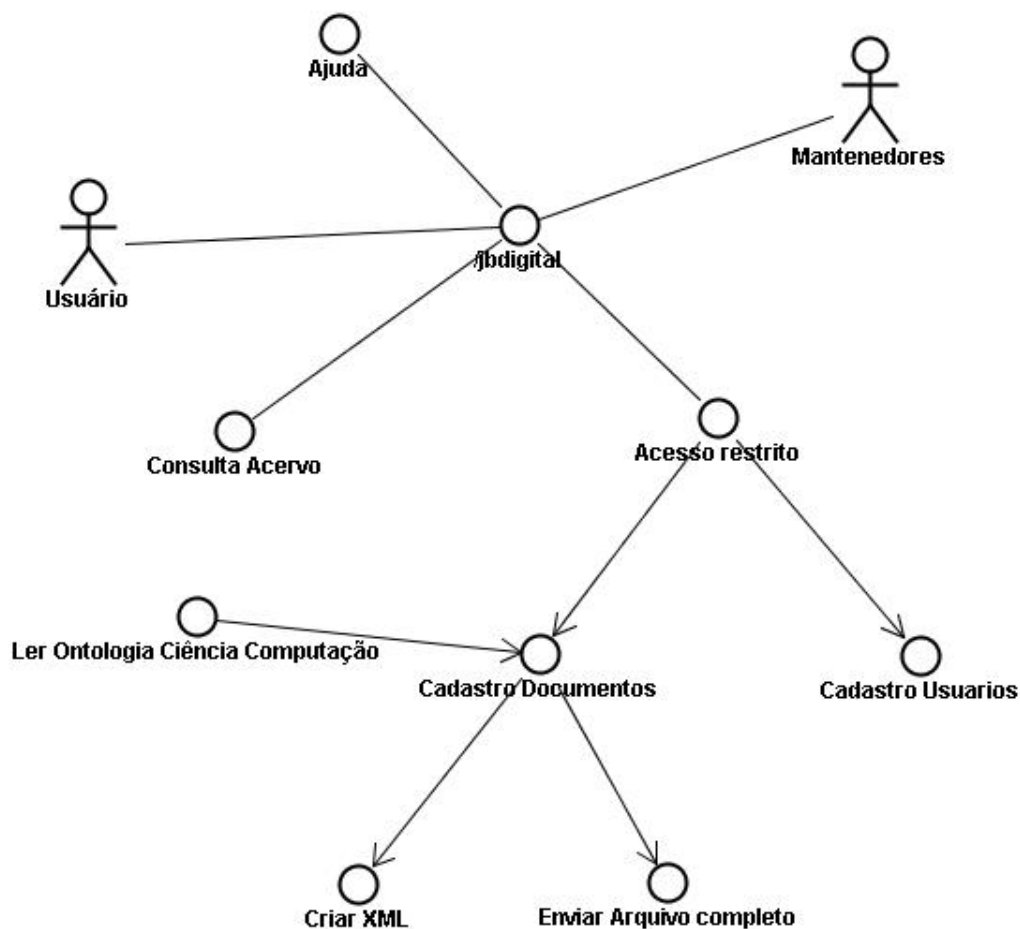 Ajuda
Mantenedores
/jbdigital
Usuário
Consulta Acervo
Acesso restrito
Ler Ontologia Ciência Computação
Cadastro Documentos
Cadastro Usuarios
Criar XML
Enviar Arquivo completo